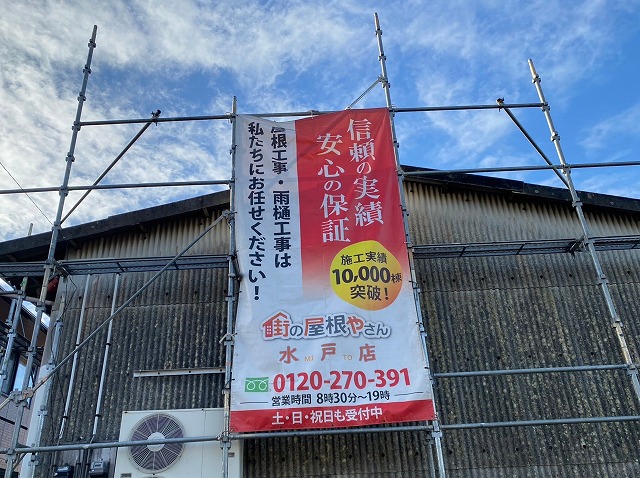 信頼の実績
安心の保証
屋根工事・雨樋工事は
私たちにお任せください!
施工実績
10,000棟
突破!
街の屋根やさん
水戸店
MI TO
0120-270-391
営業時間 8時30分~19時
土・日・祝日も受付中